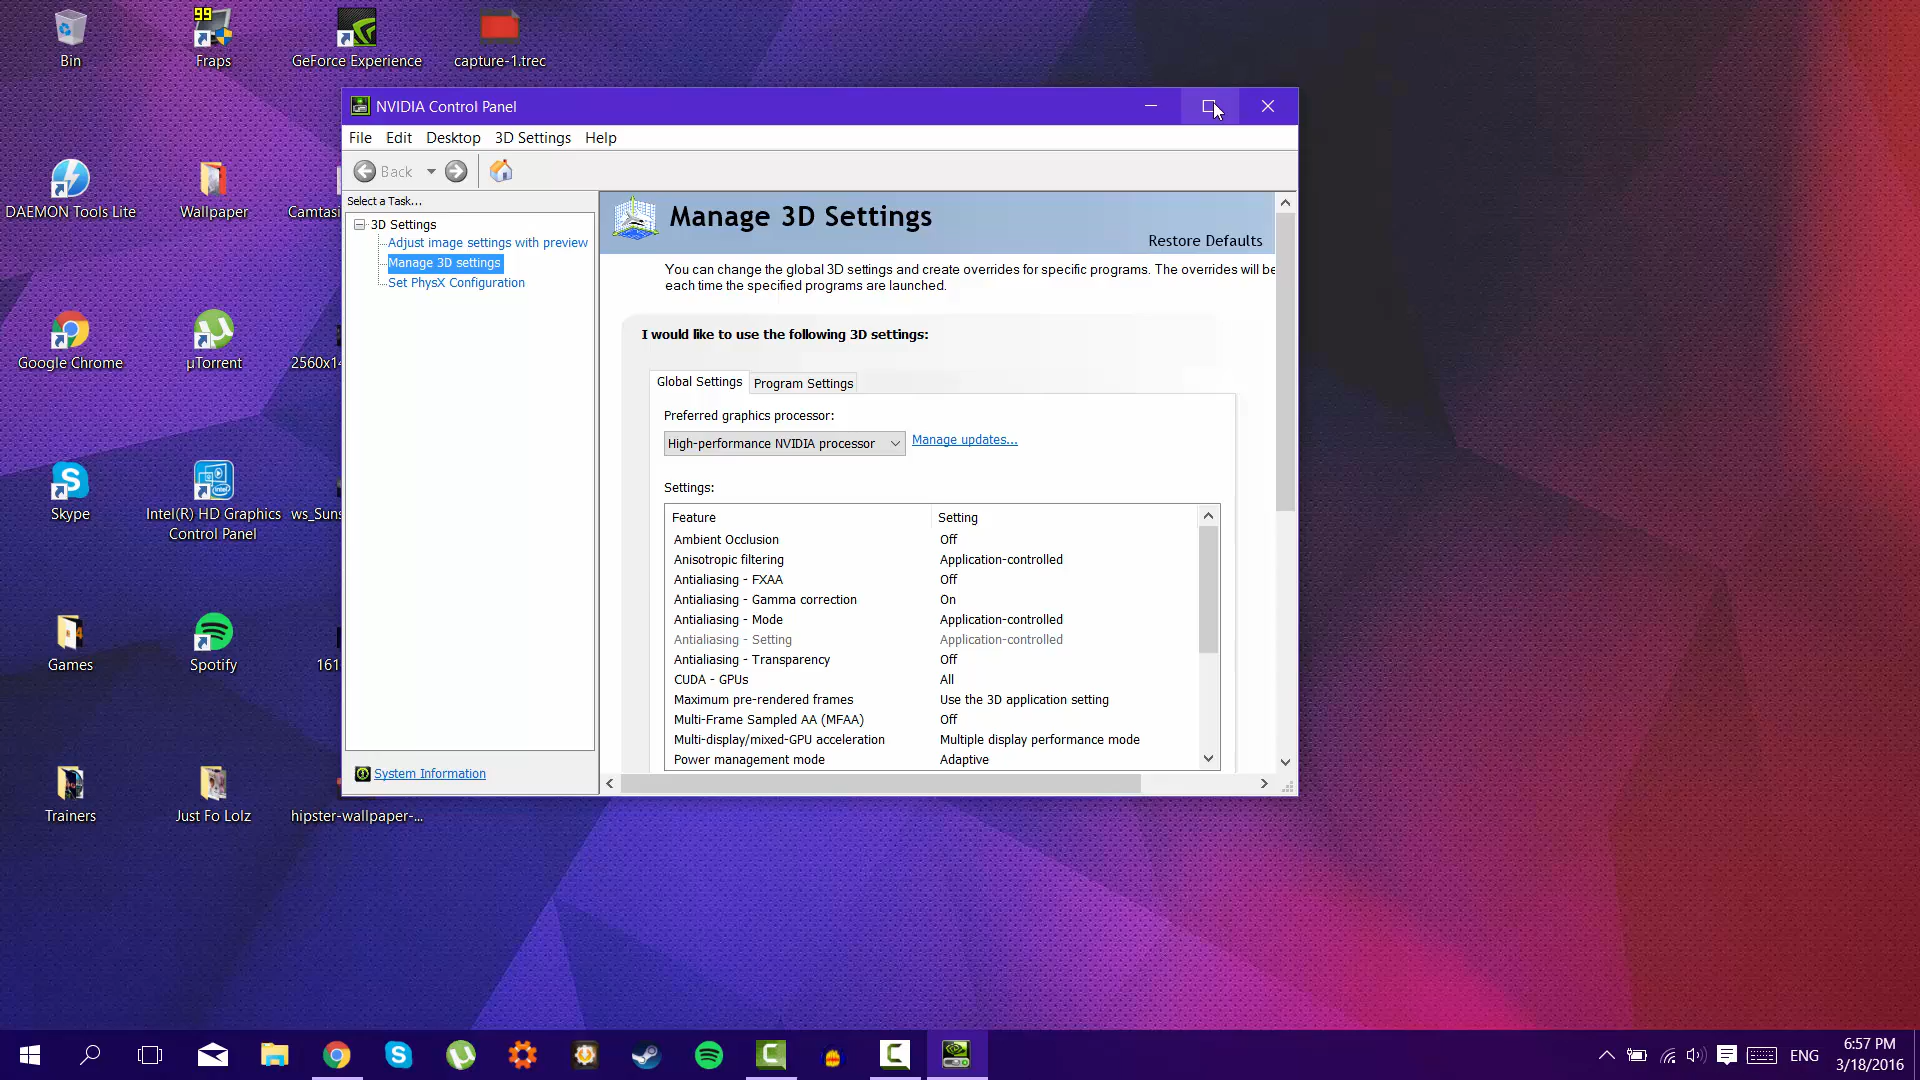 Bin
99
Fraps
GeForce Experience
capture-1.trec
NVIDIA Control Panel
File Edit Desktop 3D Settings Help
Back
DAEMON Tools Lite
Wallpaper
Camtasi
Select a Task...
3D Settings
Adjust image settings with preview
Manage 3D settings
Set PhysX Configuration
Manage 3D Settings
Restore Defaults
You can change the global 3D settings and create overrides for specific programs. The overrides will be
each time the specified programs are launched.
I would like to use the following 3D settings:
Global Settings Program Settings
Preferred graphics processor:
High-performance NVIDIA processor
Manage updates...
Settings:
Feature Setting
Ambient Occlusion Off
Anisotropic filtering Application-controlled
Antialiasing - FXAA Off
Antialiasing - Gamma correction On
Antialiasing - Mode Application-controlled
Antialiasing - Setting Application-controlled
Antialiasing - Transparency Off
CUDA - GPUs All
Maximum pre-rendered frames Use the 3D application setting
Multi-Frame Sampled AA (MFAA) Off
Multi-display/mixed-GPU acceleration Multiple display performance mode
Power management mode Adaptive
System Information
Google Chrome
µTorrent
2560x14
Skype
Intel(R) HD Graphics
Control Panel
ws_Suns
Games
Spotify
161
Trainers
Just Fo Lolz
hipster-wallpaper-...
ENG
6:57 PM
3/18/2016